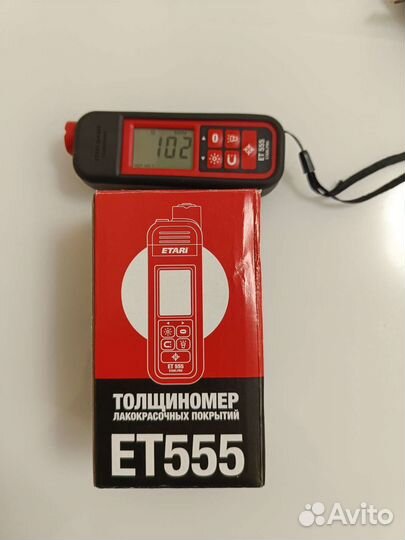 102
ET 555
ETARI
ET 555
ТОЛЩИНОМЕР
ЛАКОКРАСОЧНЫХ ПОКРЫТИЙ
ET555
Avito